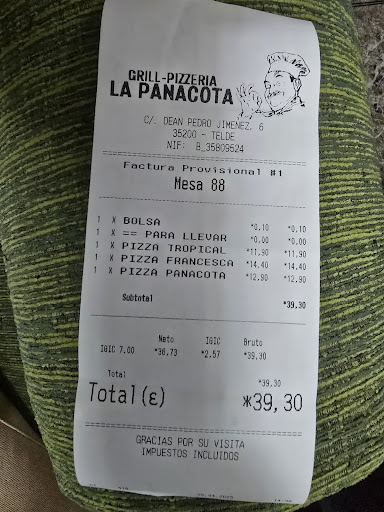 GRILL-PIZZERIA
LA PANACOTA
C/. DEAN PEDRO JIMENEZ, 6
35200 - TELDE
NIF: B_35809524
Factura Provisional #1
Mesa 88
1 X BOLSA *0,10 *0,10
1 X == PARA LLEVAR *0,00 *0,00
1 X PIZZA TROPICAL *11,90 *11,90
1 X PIZZA FRANCESCA *14,40 *14,40
1 X PIZZA PANACOTA *12,90 *12,90
Subtotal *39,30
Neto IGIC Bruto
IGIC 7.00 *36,73 *2,57 *39,30
Total *39,30
Total(€) *39,30
GRACIAS POR SU VISITA
IMPUESTOS INCLUIDOS